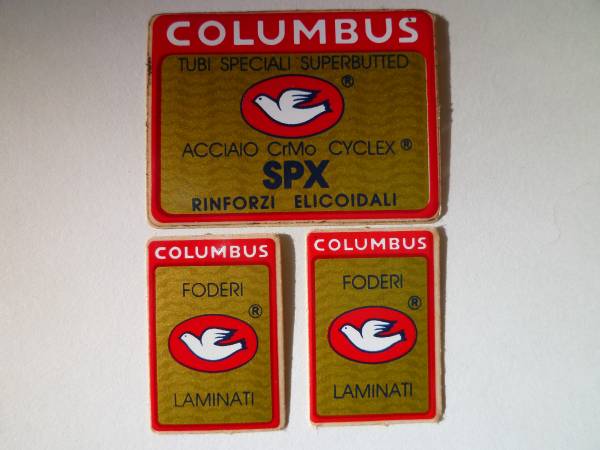 COLUMBUS
TUBI SPECIALI SUPERBUTTED
®
ACCIAIO CrMo CYCLEX ®
SPX
RINFORZI ELICOIDALI
COLUMBUS
FODERI
®
LAMINATI
COLUMBUS
FODERI
®
LAMINATI